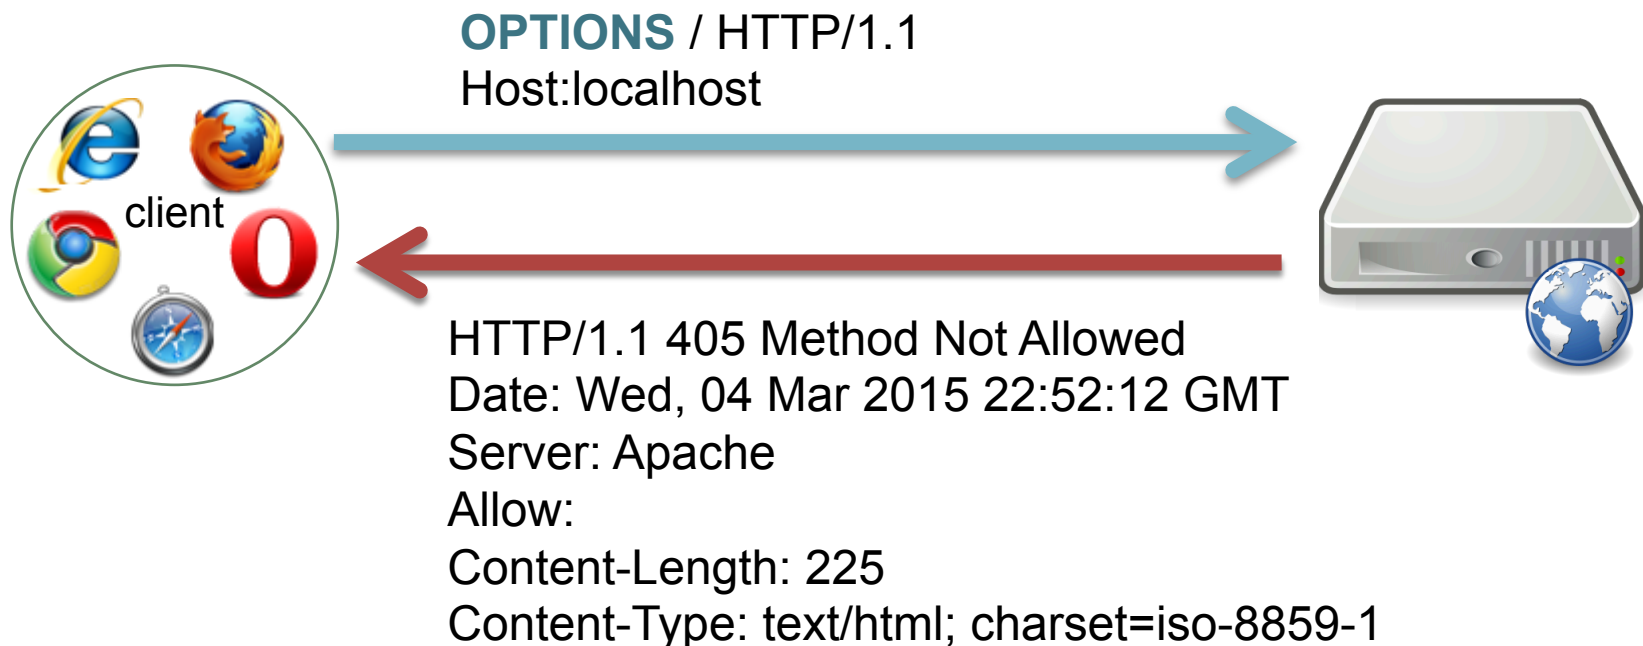 OPTIONS / HTTP/1.1
Host:localhost
client
HTTP/1.1 405 Method Not Allowed
Date: Wed, 04 Mar 2015 22:52:12 GMT
Server: Apache
Allow:
Content-Length: 225
Content-Type: text/html; charset=iso-8859-1